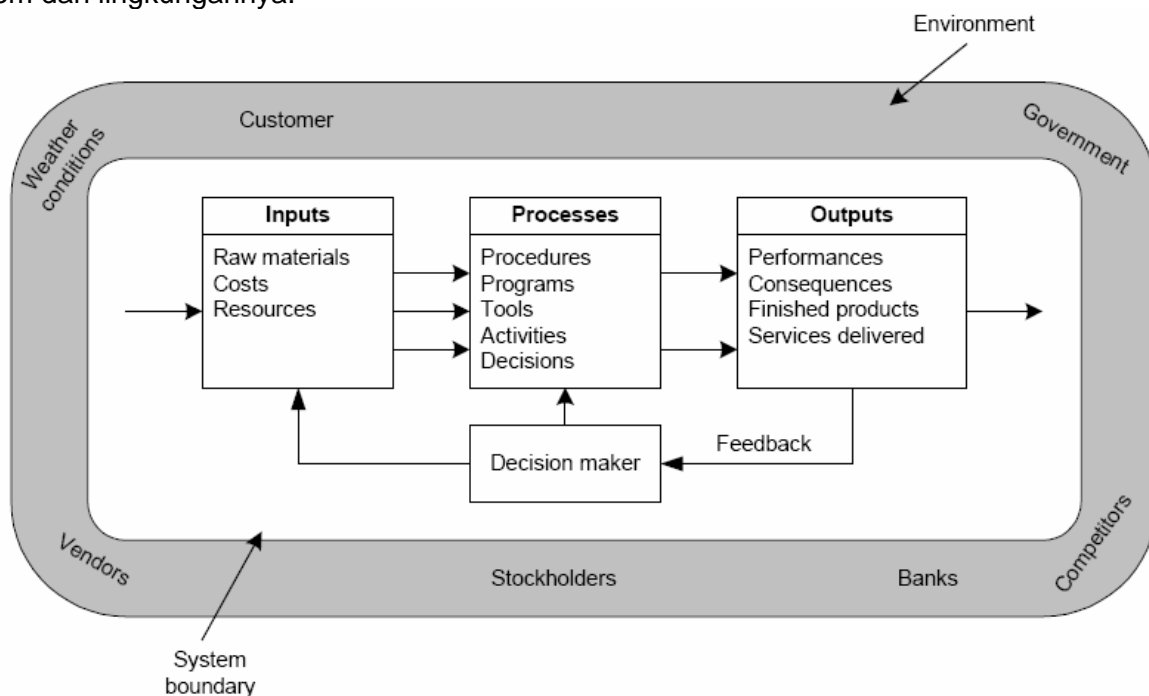 dan lingkungannya.
Environment
Customer
Government
Weather
conditions
Inputs
Raw materials
Costs
Resources
Processes
Procedures
Programs
Tools
Activities
Decisions
Outputs
Performances
Consequences
Finished products
Services delivered
Decision maker
Feedback
Vendors
Stockholders
Banks
Competitors
System
boundary